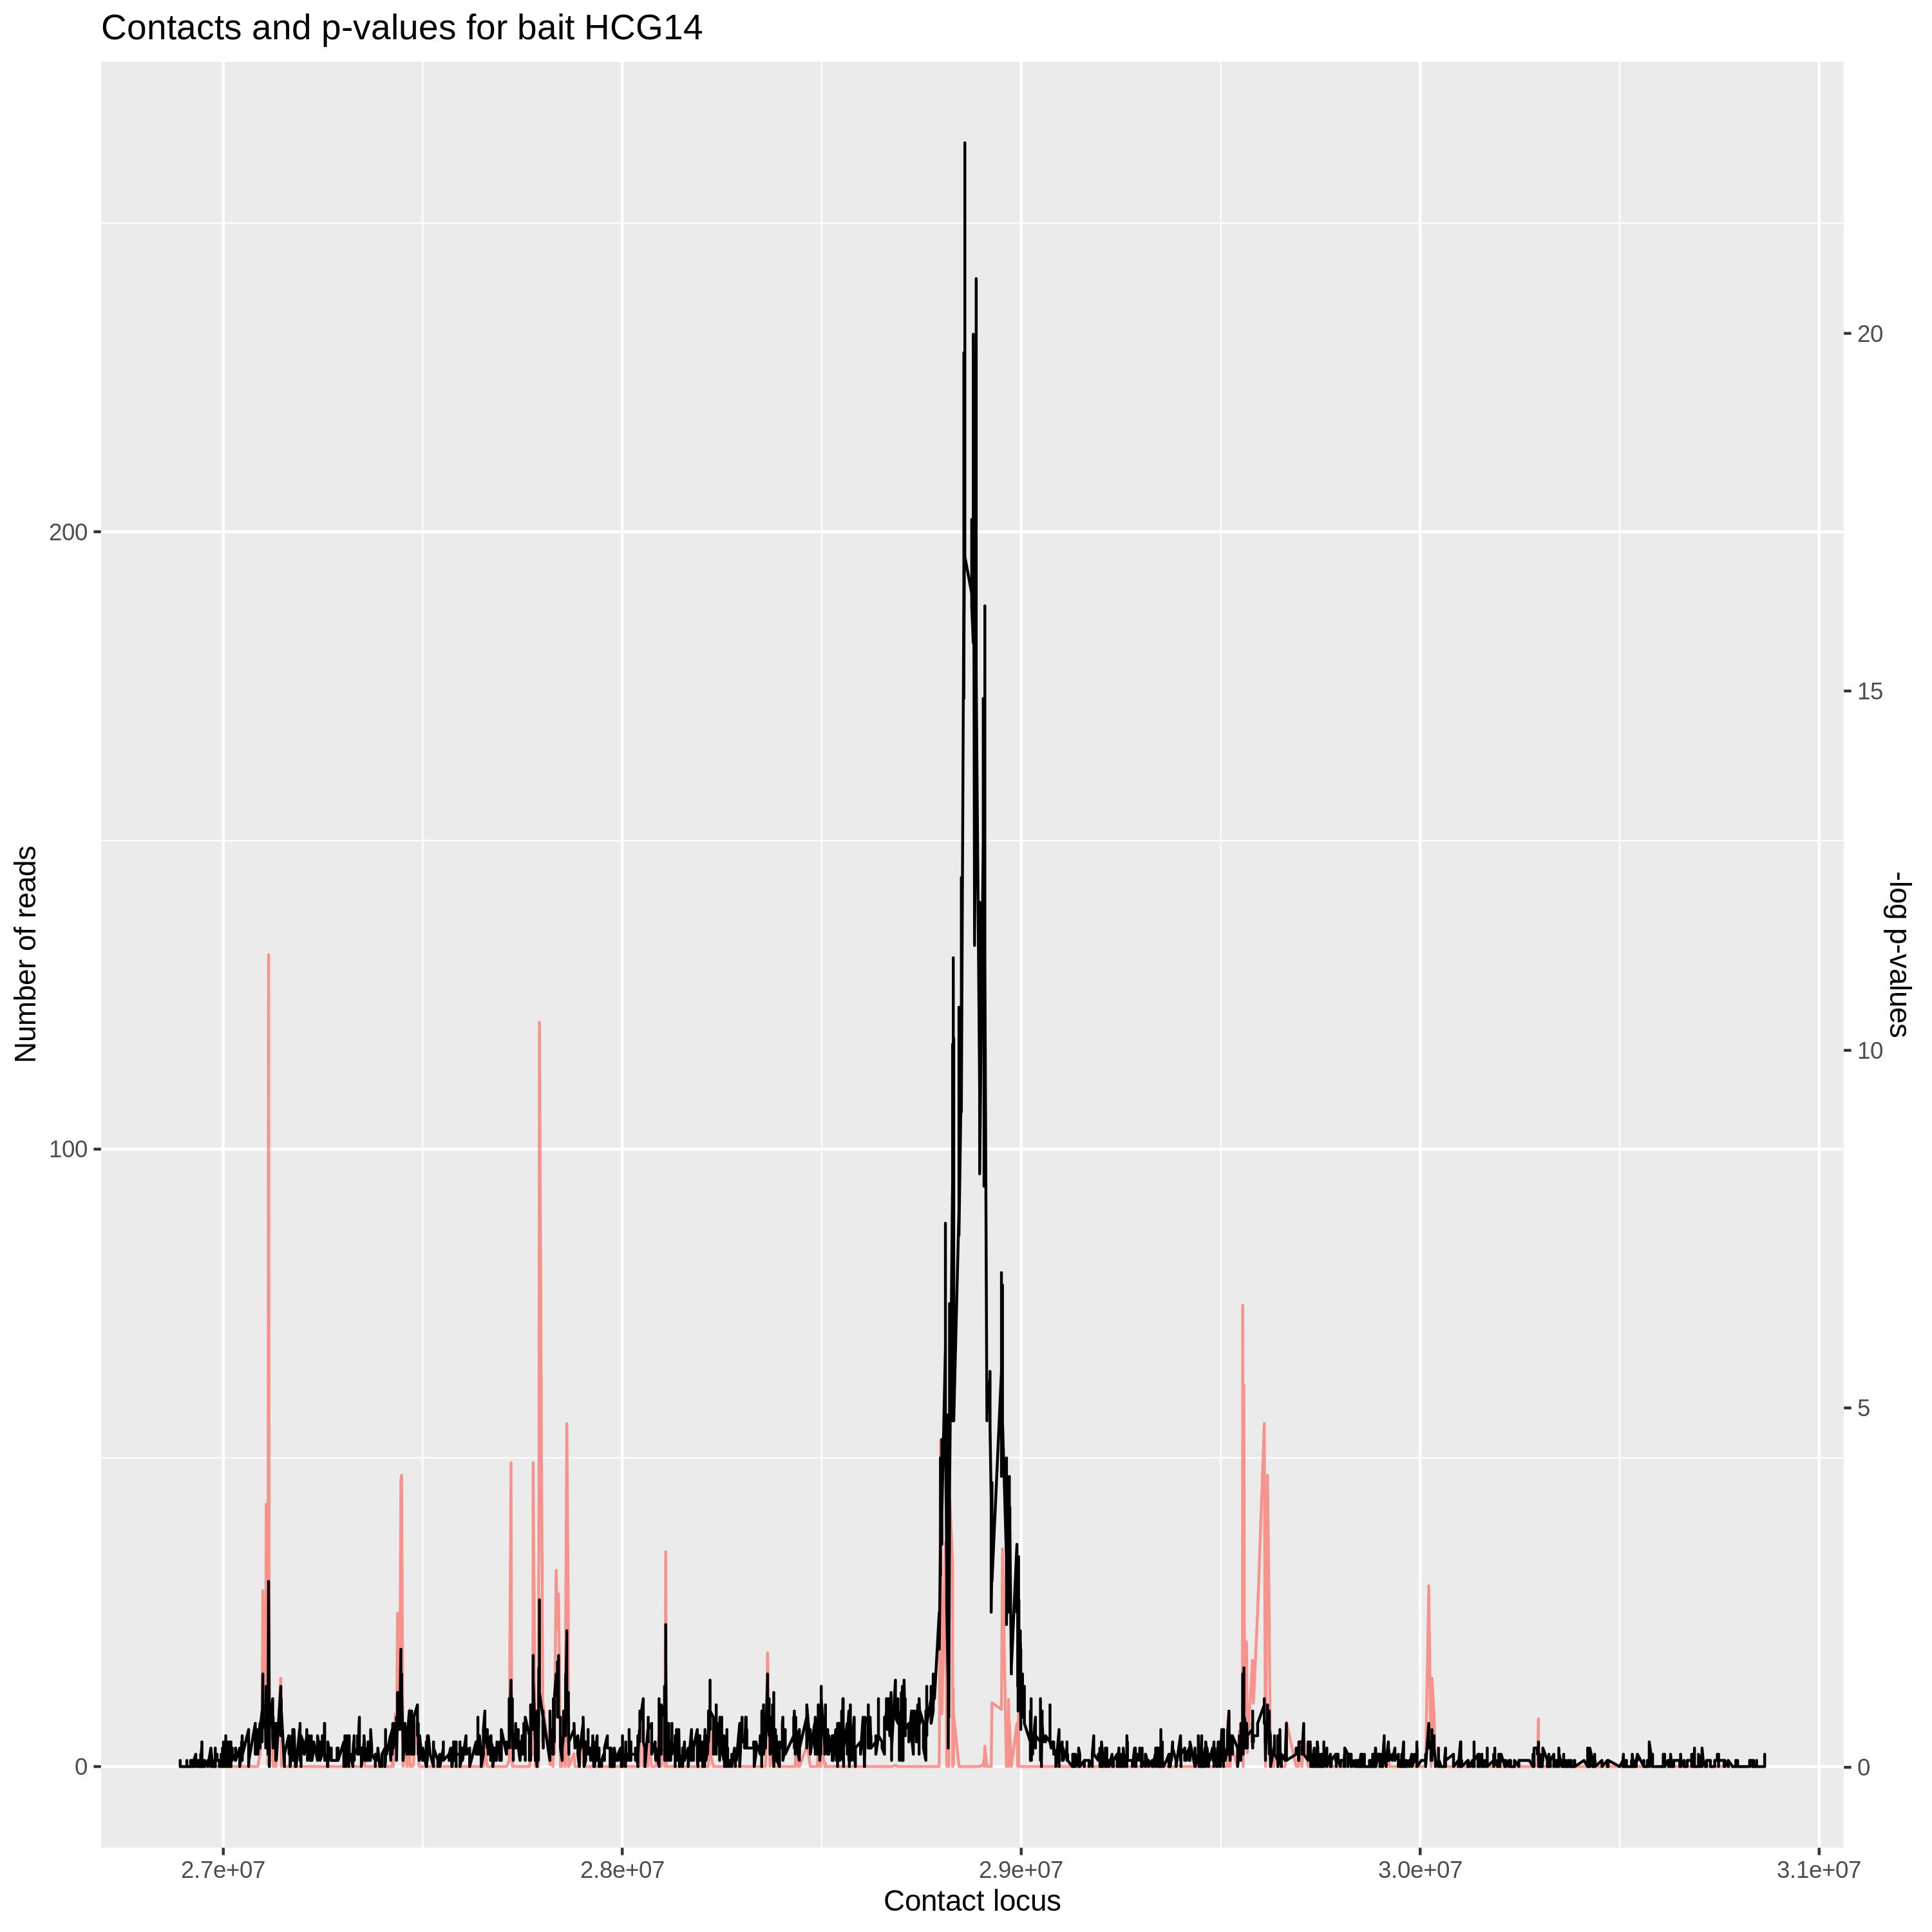 Contacts and p-values for bait HCG14
Number of reads
200
100
0
20
15
10
5
0
-log p-values
2.7e+07
2.8e+07
2.9e+07
3.0e+07
3.1e+07
Contact locus